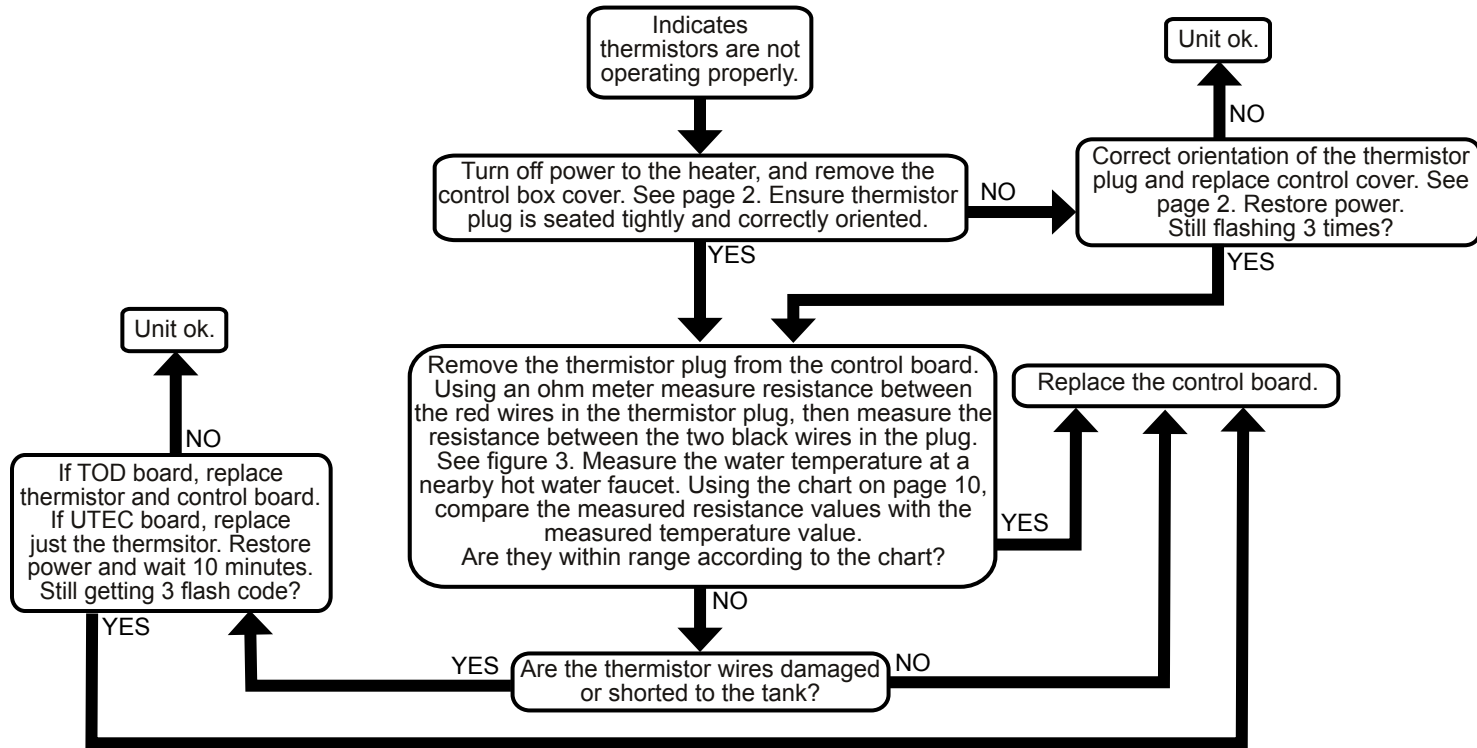 Indicates
thermistors are not
operating properly.
Unit ok.
NO
Turn off power to the heater, and remove the
control box cover. See page 2. Ensure thermistor
plug is seated tightly and correctly oriented.
NO
Correct orientation of the thermistor
plug and replace control cover. See
page 2. Restore power.
Still flashing 3 times?
YES
YES
Unit ok.
NO
Remove the thermistor plug from the control board.
Using an ohm meter measure resistance between
the red wires in the thermistor plug, then measure the
resistance between the two black wires in the plug.
See figure 3. Measure the water temperature at a
nearby hot water faucet. Using the chart on page 10,
compare the measured resistance values with the
measured temperature value.
Are they within range according to the chart?
YES
Replace the control board.
NO
If TOD board, replace
thermistor and control board.
If UTEC board, replace
just the thermsitor. Restore
power and wait 10 minutes.
Still getting 3 flash code?
YES
YES
Are the thermistor wires damaged
or shorted to the tank?
NO